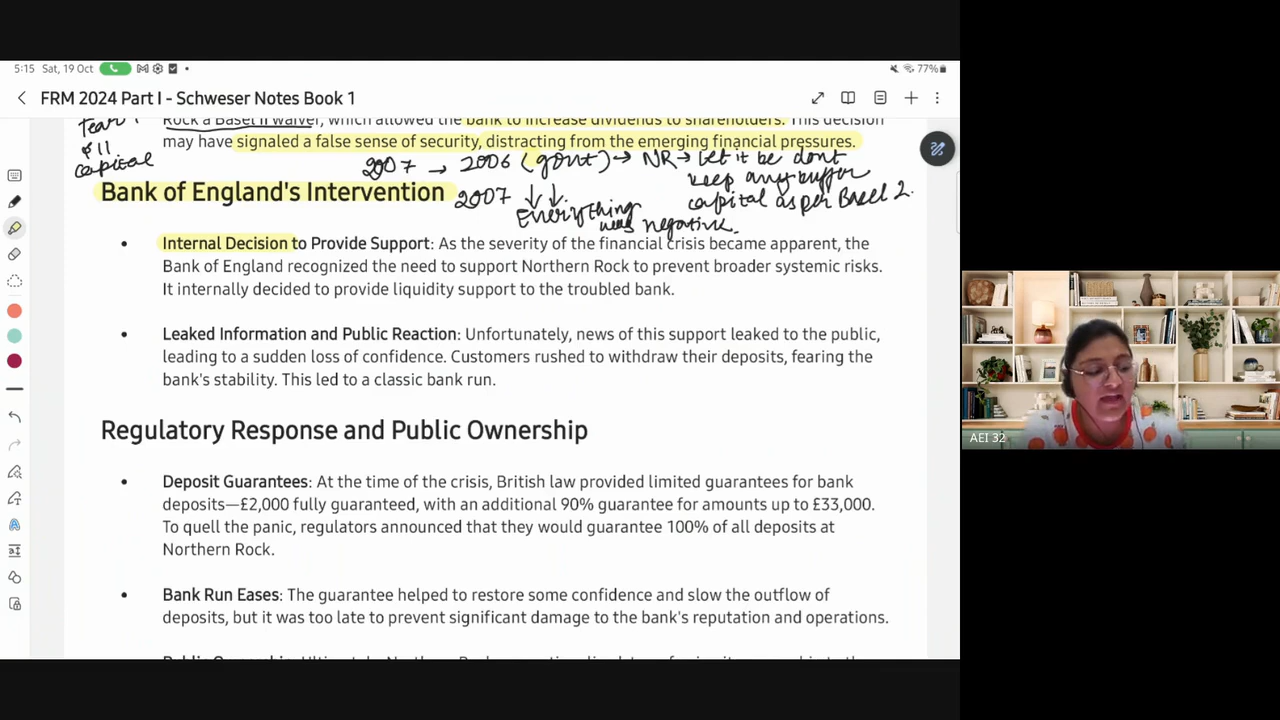 5:15 Sat, 19 Oct
77%
FRM 2024 Part I - Schweser Notes Book 1
Rock a Basel II waiver, which allowed the bank to increase dividends to shareholders. This decision
may have signaled a false sense of security, distracting from the emerging financial pressures.
fear
capital
2007 → 2006 (govt) → NR → Let it be dont
keep any buffer
capital as per Basel 2.
Bank of England's Intervention
2007 ↓↓
Everything
was negative.
• Internal Decision to Provide Support: As the severity of the financial crisis became apparent, the
Bank of England recognized the need to support Northern Rock to prevent broader systemic risks.
It internally decided to provide liquidity support to the troubled bank.
• Leaked Information and Public Reaction: Unfortunately, news of this support leaked to the public,
leading to a sudden loss of confidence. Customers rushed to withdraw their deposits, fearing the
bank's stability. This led to a classic bank run.
Regulatory Response and Public Ownership
• Deposit Guarantees: At the time of the crisis, British law provided limited guarantees for bank
deposits—£2,000 fully guaranteed, with an additional 90% guarantee for amounts up to £33,000.
To quell the panic, regulators announced that they would guarantee 100% of all deposits at
Northern Rock.
• Bank Run Eases: The guarantee helped to restore some confidence and slow the outflow of
deposits, but it was too late to prevent significant damage to the bank's reputation and operations.
AEI 32